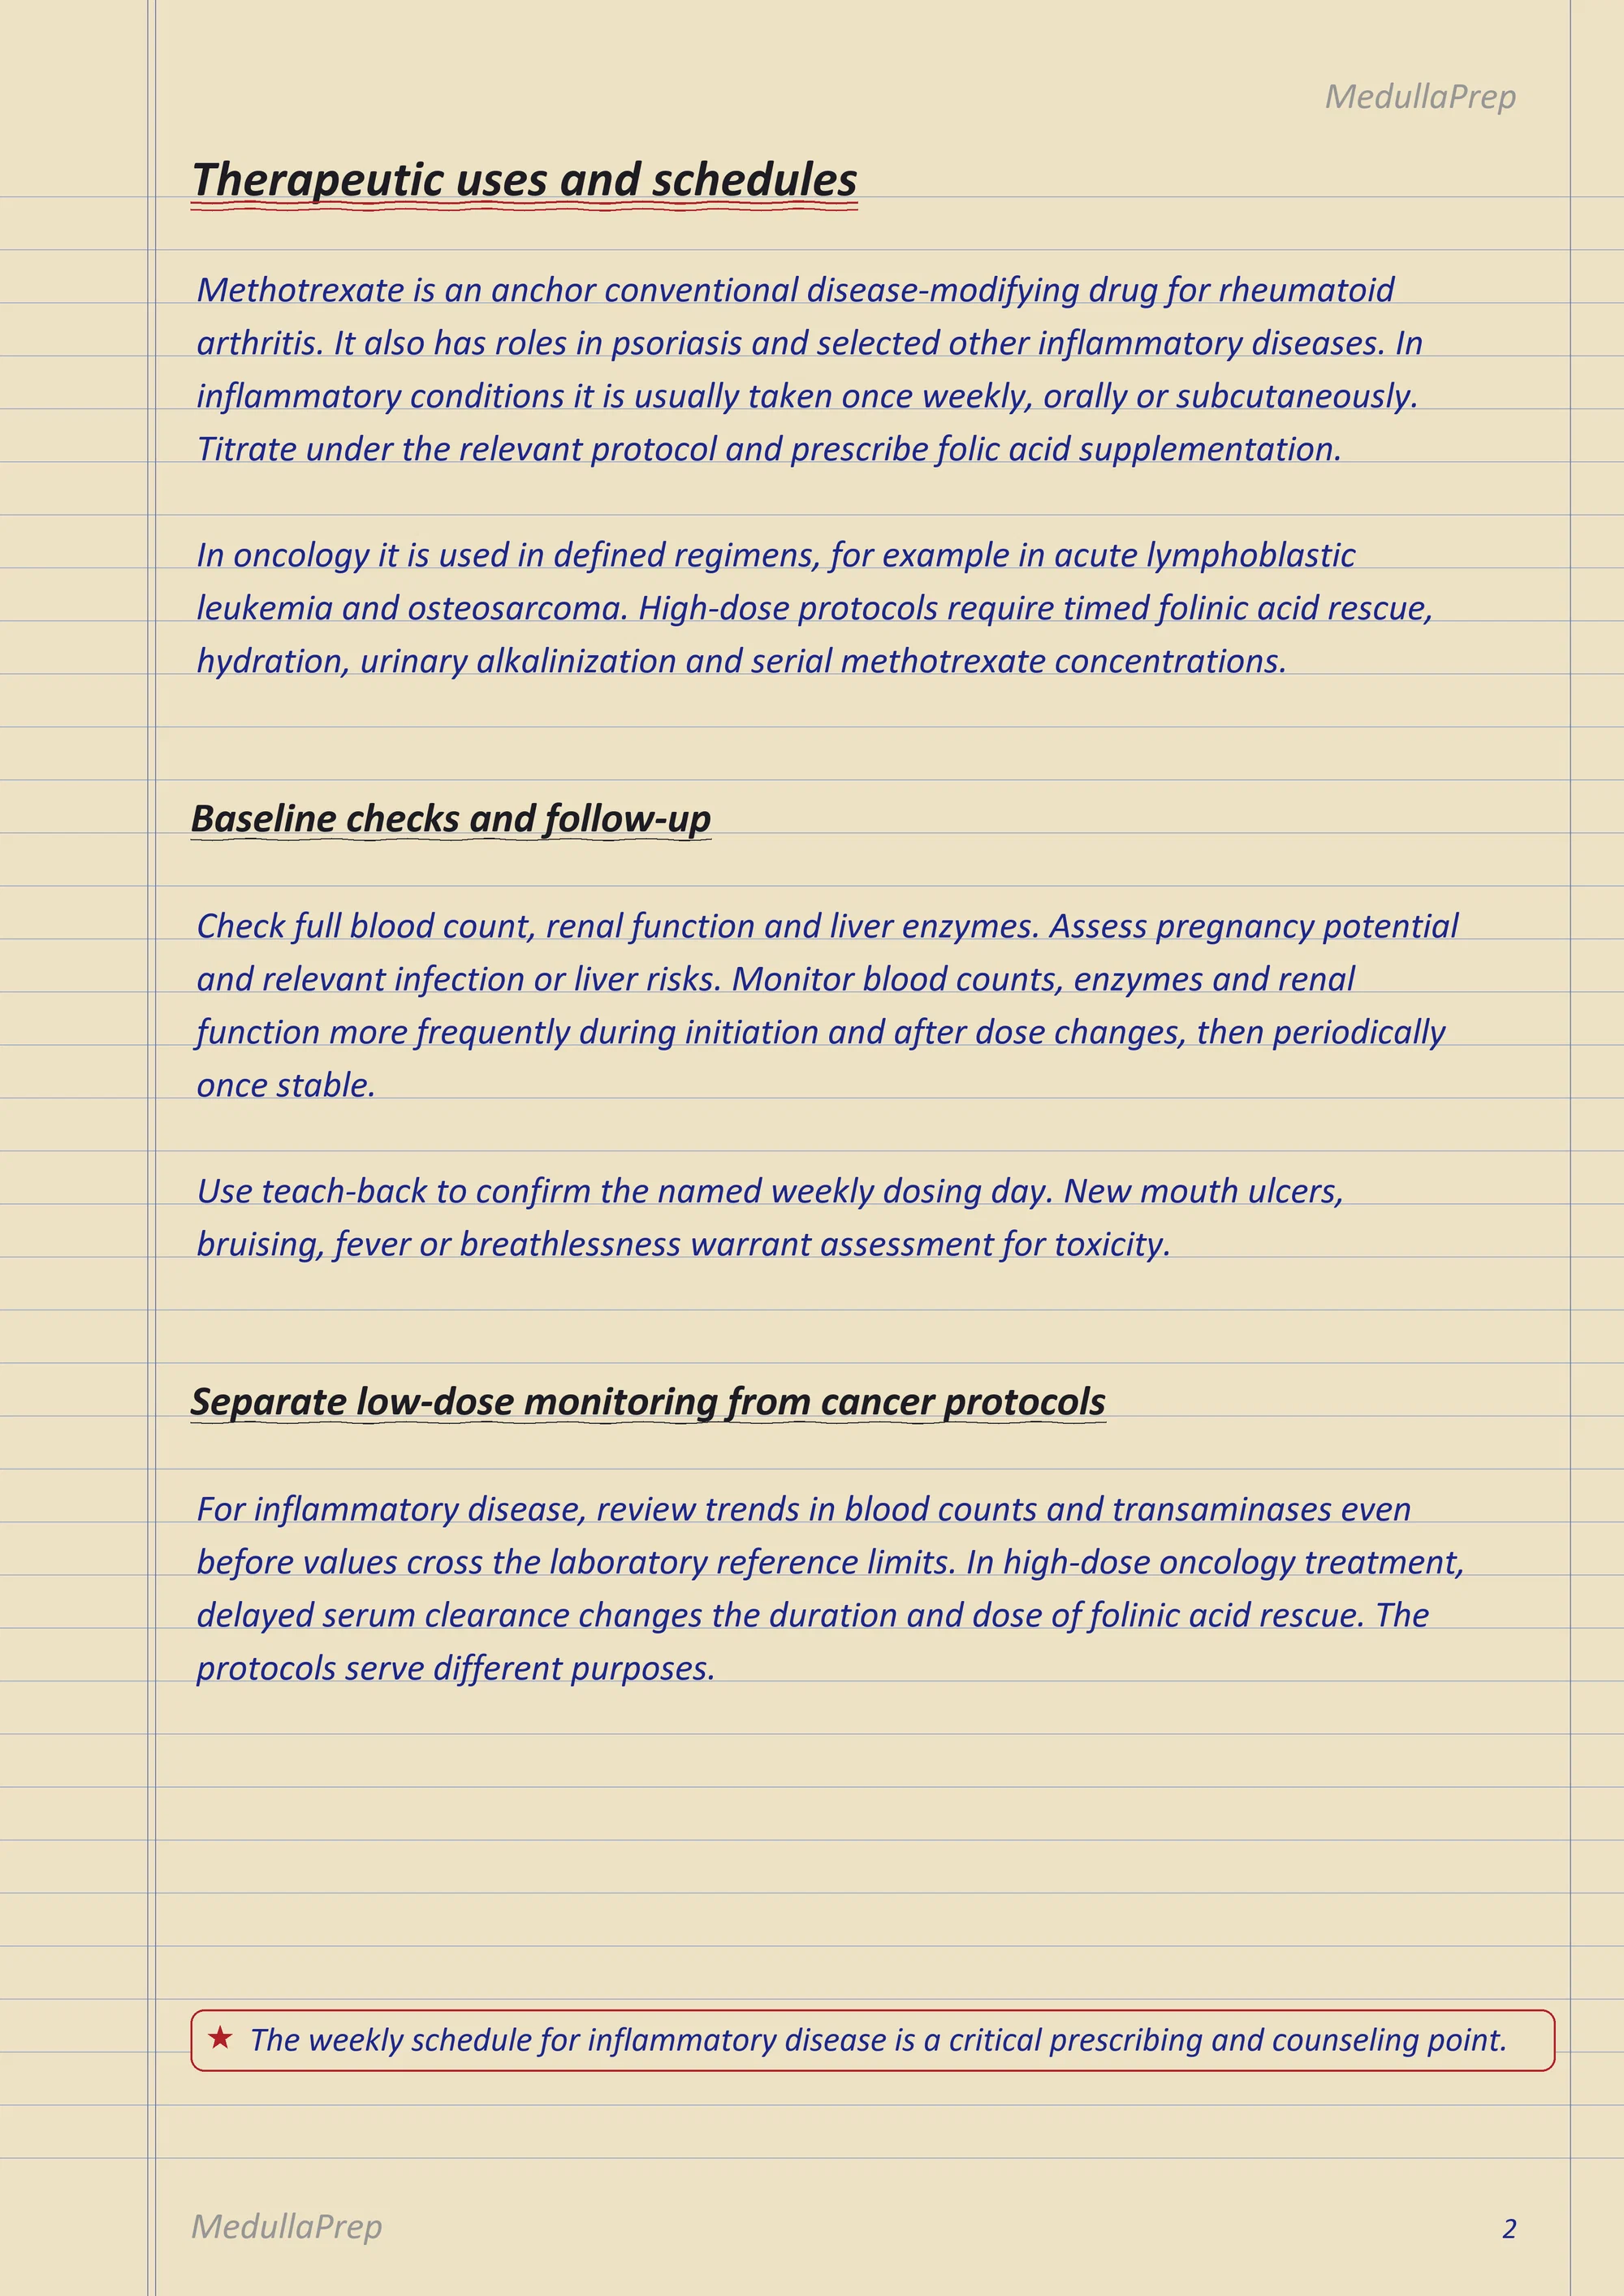 MedullaPrep
Therapeutic uses and schedules
Methotrexate is an anchor conventional disease-modifying drug for rheumatoid
arthritis. It also has roles in psoriasis and selected other inflammatory diseases. In
inflammatory conditions it is usually taken once weekly, orally or subcutaneously.
Titrate under the relevant protocol and prescribe folic acid supplementation.
In oncology it is used in defined regimens, for example in acute lymphoblastic
leukemia and osteosarcoma. High-dose protocols require timed folinic acid rescue,
hydration, urinary alkalinization and serial methotrexate concentrations.
Baseline checks and follow-up
Check full blood count, renal function and liver enzymes. Assess pregnancy potential
and relevant infection or liver risks. Monitor blood counts, enzymes and renal
function more frequently during initiation and after dose changes, then periodically
once stable.
Use teach-back to confirm the named weekly dosing day. New mouth ulcers,
bruising, fever or breathlessness warrant assessment for toxicity.
Separate low-dose monitoring from cancer protocols
For inflammatory disease, review trends in blood counts and transaminases even
before values cross the laboratory reference limits. In high-dose oncology treatment,
delayed serum clearance changes the duration and dose of folinic acid rescue. The
protocols serve different purposes.
★ The weekly schedule for inflammatory disease is a critical prescribing and counseling point.
MedullaPrep
2